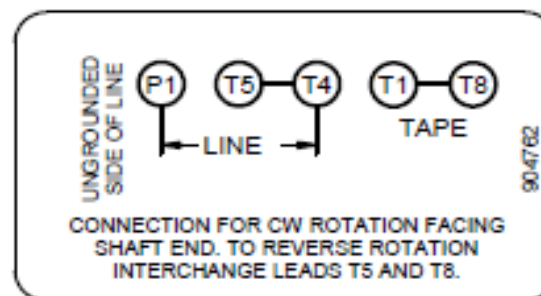 UNGROUNDED
SIDE OF LINE
P1 T5 T4 T1 T8
LINE
TAPE
904762
CONNECTION FOR CW ROTATION FACING
SHAFT END. TO REVERSE ROTATION
INTERCHANGE LEADS T5 AND T8.